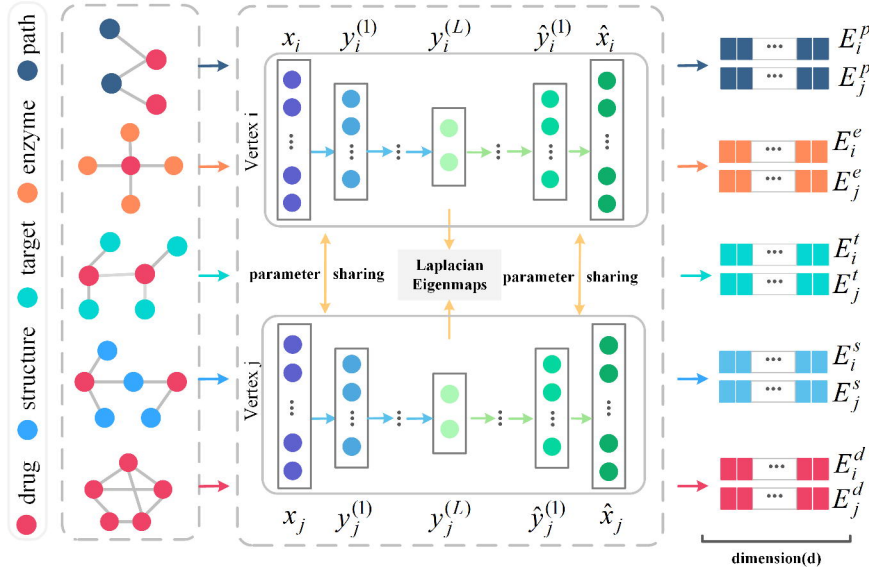 path
enzyme
target
structure
drug
x_i y_i^{(1)} y_i^{(L)} ŷ_i^{(1)} x̂_i
Vertex i
parameter sharing
Laplacian
Eigenmaps
parameter sharing
Vertex j
x_j y_j^{(1)} y_j^{(L)} ŷ_j^{(1)} x̂_j
E_i^p
E_j^p
E_i^e
E_j^e
E_i^t
E_j^t
E_i^s
E_j^s
E_i^d
E_j^d
dimension(d)